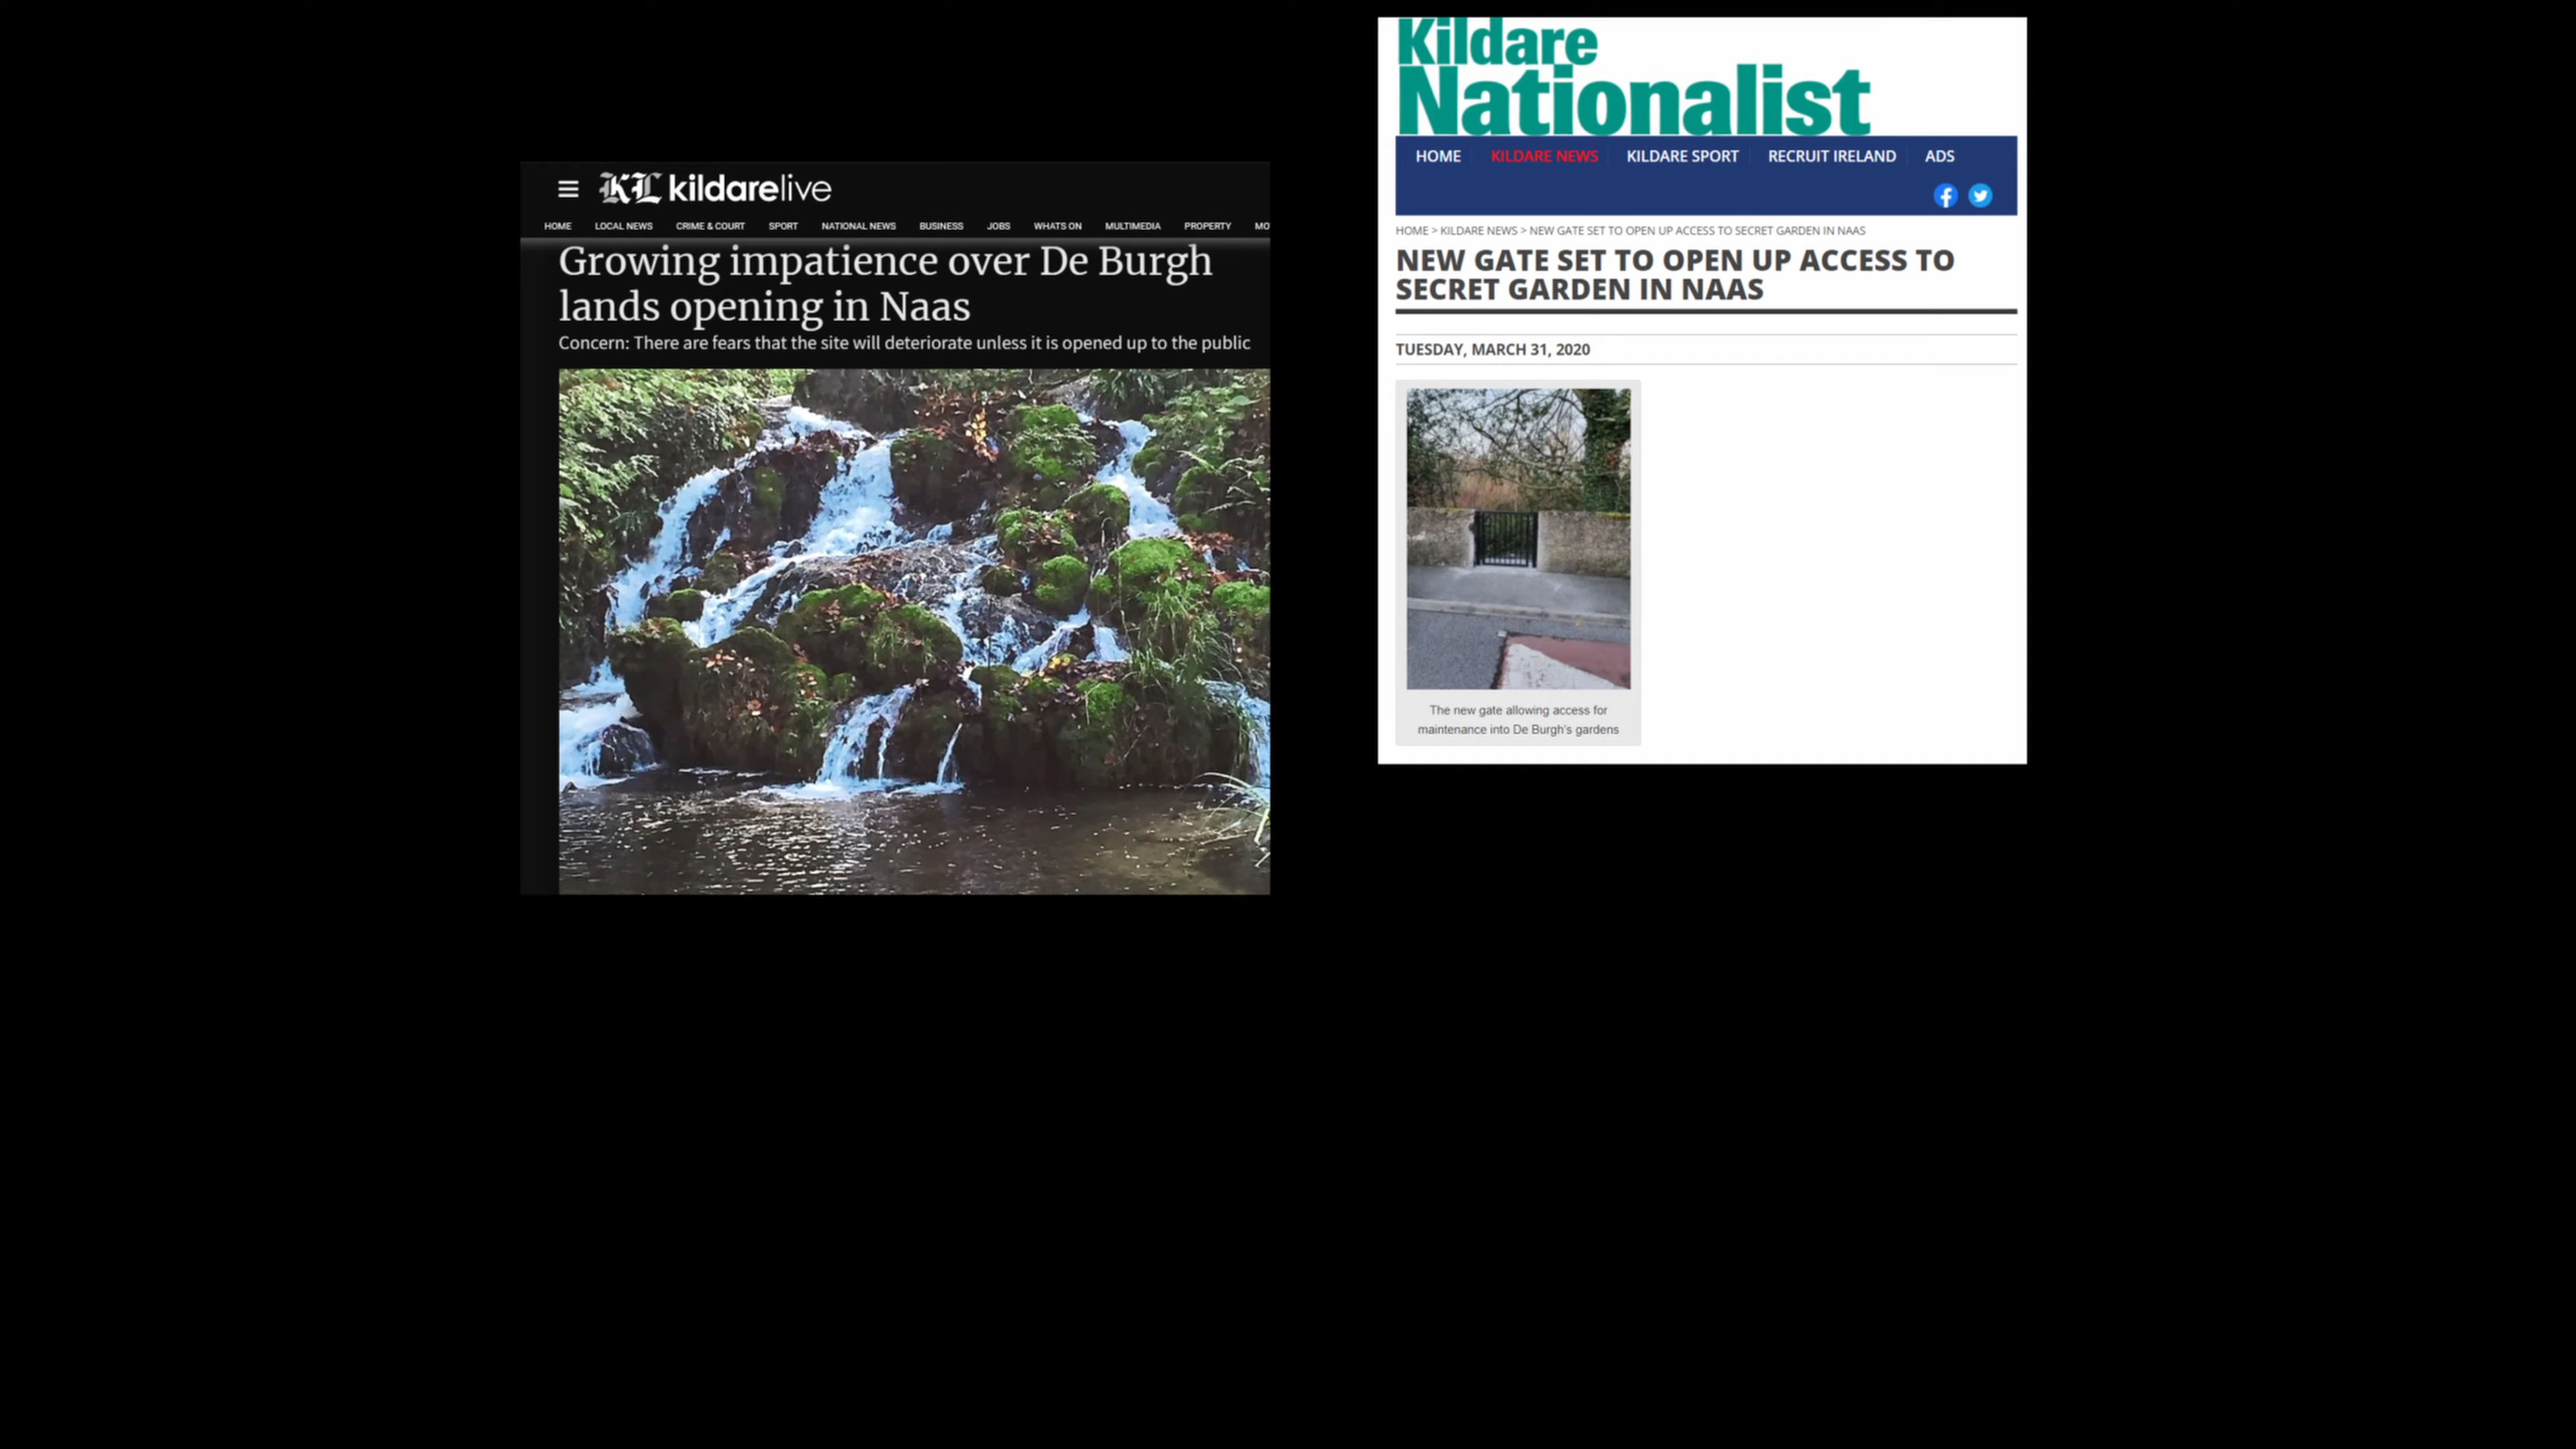 KL kildarelive
HOME LOCAL NEWS CRIME & COURT SPORT NATIONAL NEWS BUSINESS JOBS WHATS ON MULTIMEDIA PROPERTY MO
Growing impatience over De Burgh
lands opening in Naas
Concern: There are fears that the site will deteriorate unless it is opened up to the public
Kildare
Nationalist
HOME KILDARE NEWS KILDARE SPORT RECRUIT IRELAND ADS
HOME > KILDARE NEWS > NEW GATE SET TO OPEN UP ACCESS TO SECRET GARDEN IN NAAS
NEW GATE SET TO OPEN UP ACCESS TO
SECRET GARDEN IN NAAS
TUESDAY, MARCH 31, 2020
The new gate allowing access for
maintenance into De Burgh's gardens